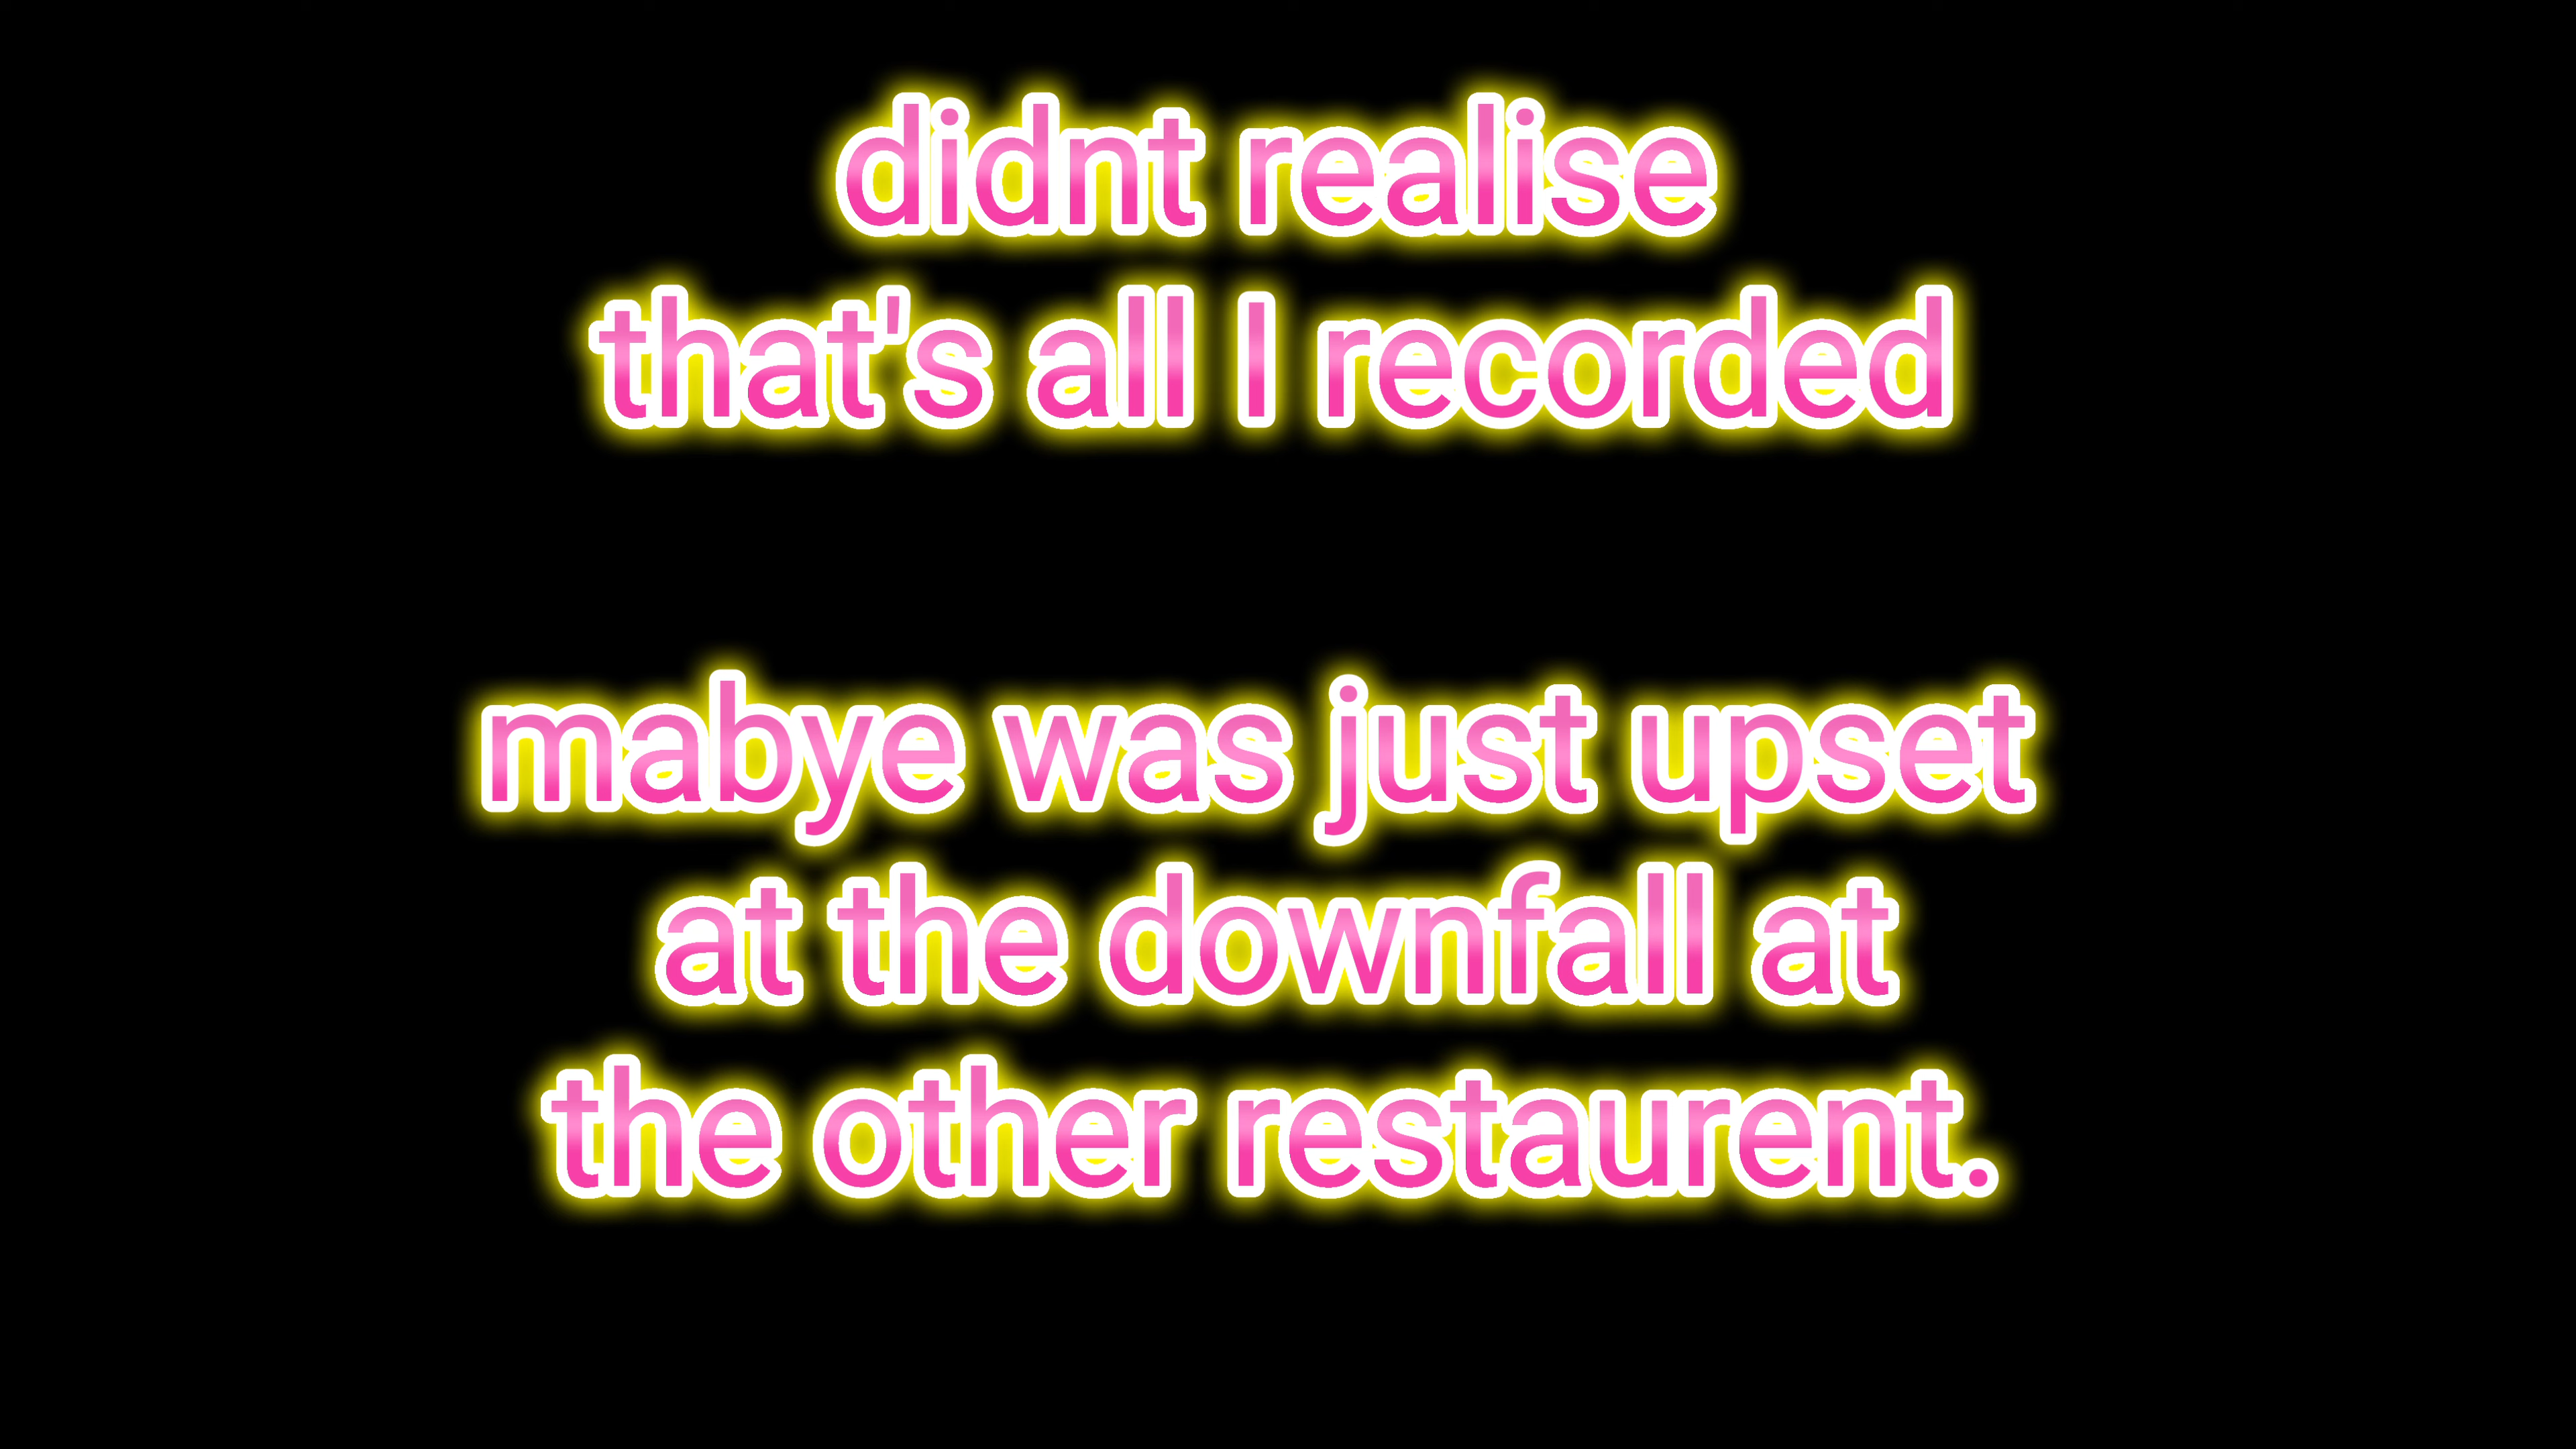 didnt realise
that's all I recorded
mabye was just upset
at the downfall at
the other restaurent.